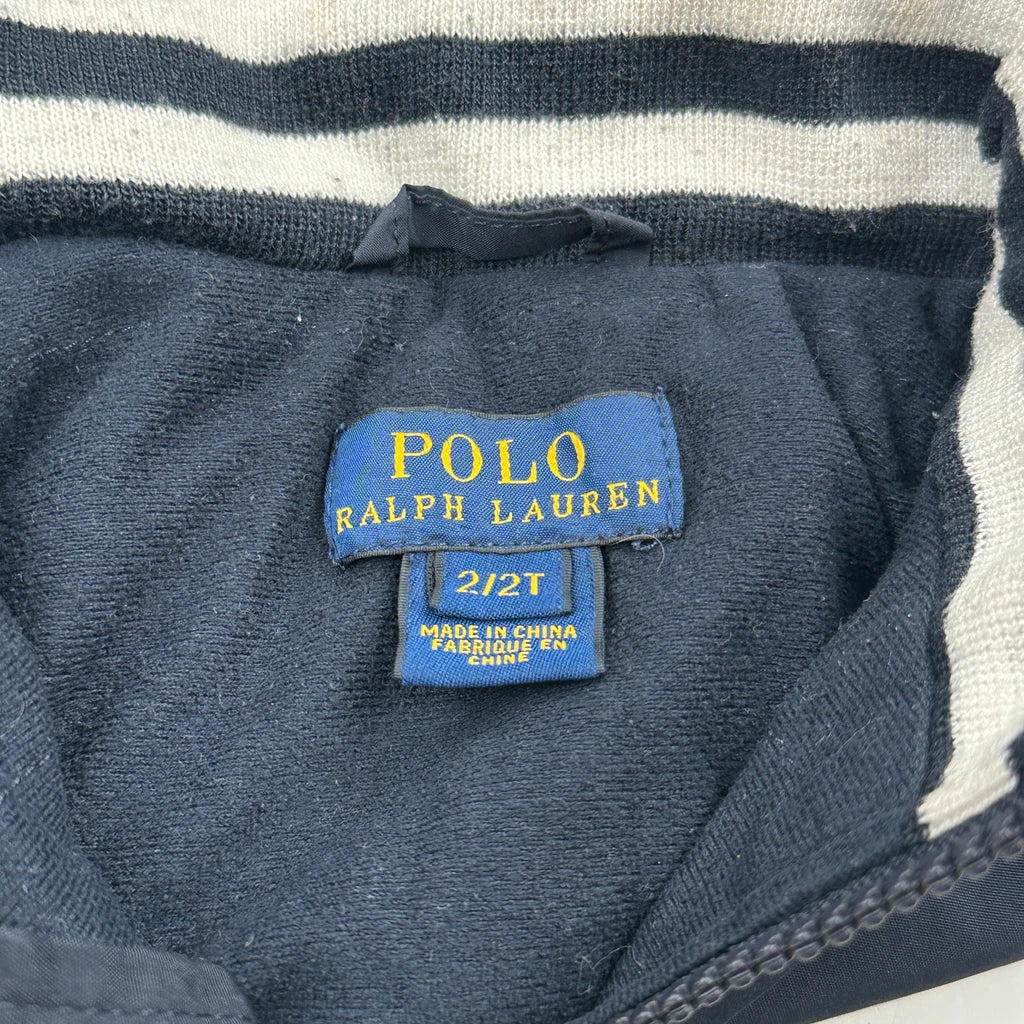 POLO
RALPH LAUREN
2/2T
MADE IN CHINA
FABRIQUE EN
CHINE